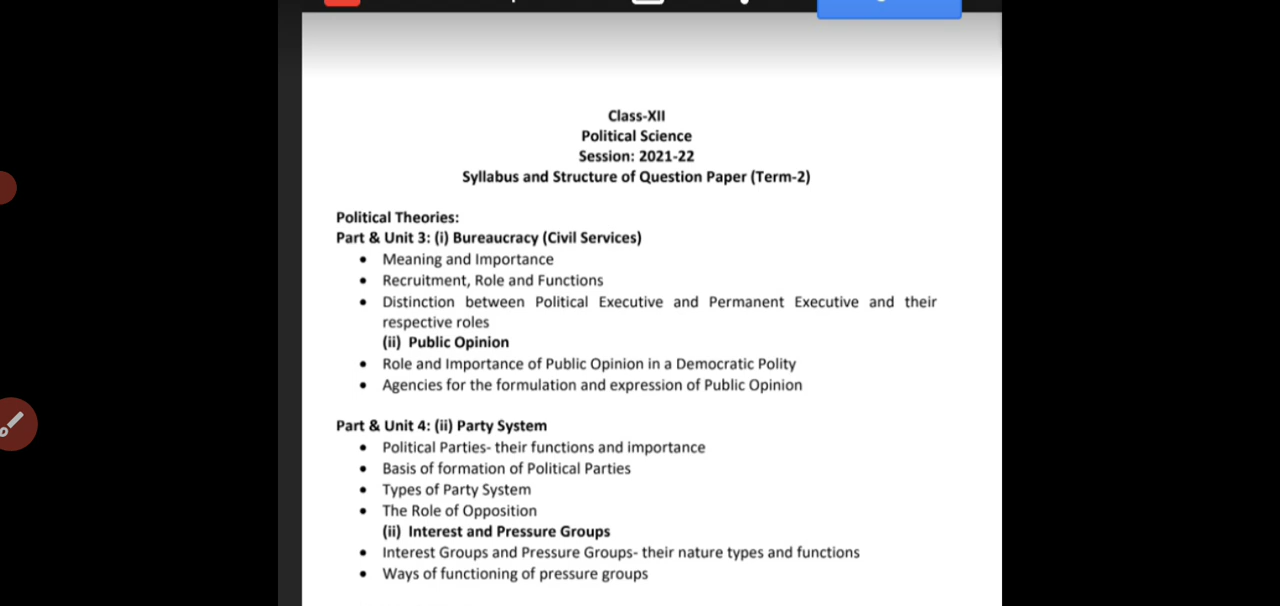 Class-XII
Political Science
Session: 2021-22
Syllabus and Structure of Question Paper (Term-2)
Political Theories:
Part & Unit 3: (i) Bureaucracy (Civil Services)
• Meaning and Importance
• Recruitment, Role and Functions
• Distinction between Political Executive and Permanent Executive and their
respective roles
(ii) Public Opinion
• Role and Importance of Public Opinion in a Democratic Polity
• Agencies for the formulation and expression of Public Opinion
Part & Unit 4: (ii) Party System
• Political Parties- their functions and importance
• Basis of formation of Political Parties
• Types of Party System
• The Role of Opposition
(ii) Interest and Pressure Groups
• Interest Groups and Pressure Groups- their nature types and functions
• Ways of functioning of pressure groups